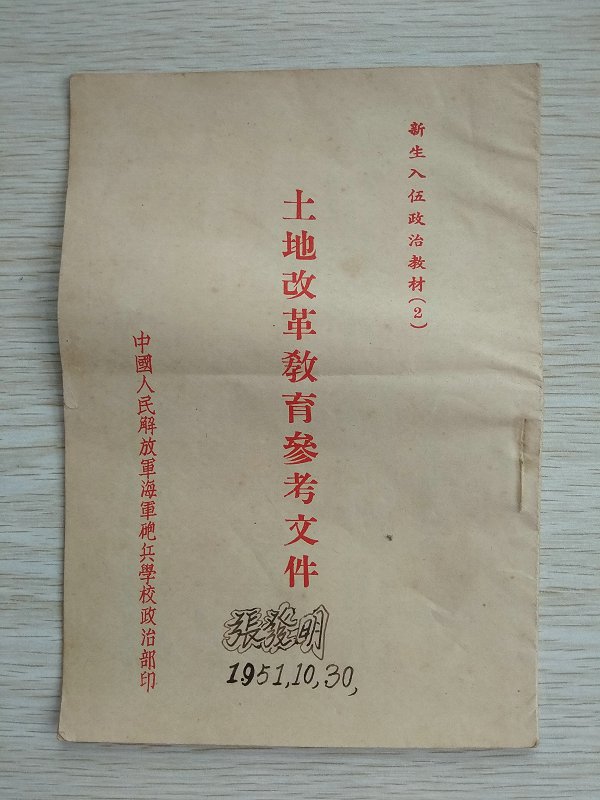 新生入伍政治教材(2)
土地改革教育參考文件
中國人民解放軍海軍砲兵學校政治部印
張發明
1951,10,30,